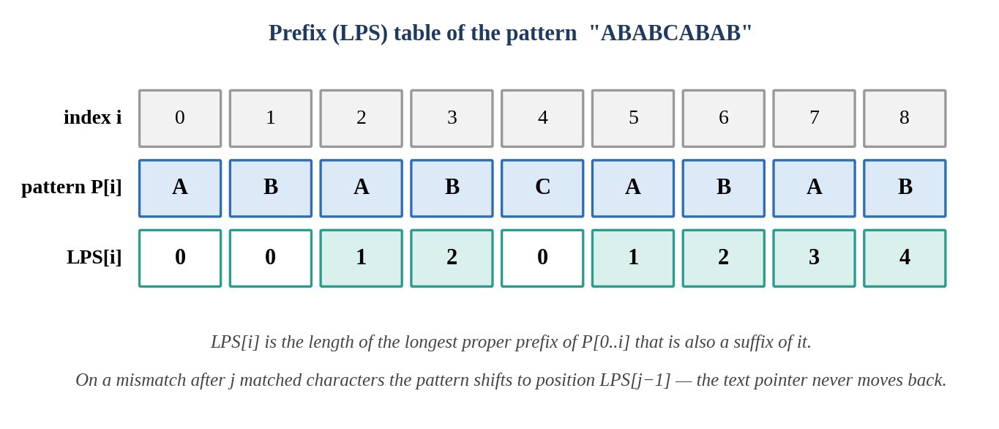 Prefix (LPS) table of the pattern "ABABCABAB"
index i 0 1 2 3 4 5 6 7 8
pattern P[i] A B A B C A B A B
LPS[i] 0 0 1 2 0 1 2 3 4
LPS[i] is the length of the longest proper prefix of P[0..i] that is also a suffix of it.
On a mismatch after j matched characters the pattern shifts to position LPS[j−1] — the text pointer never moves back.